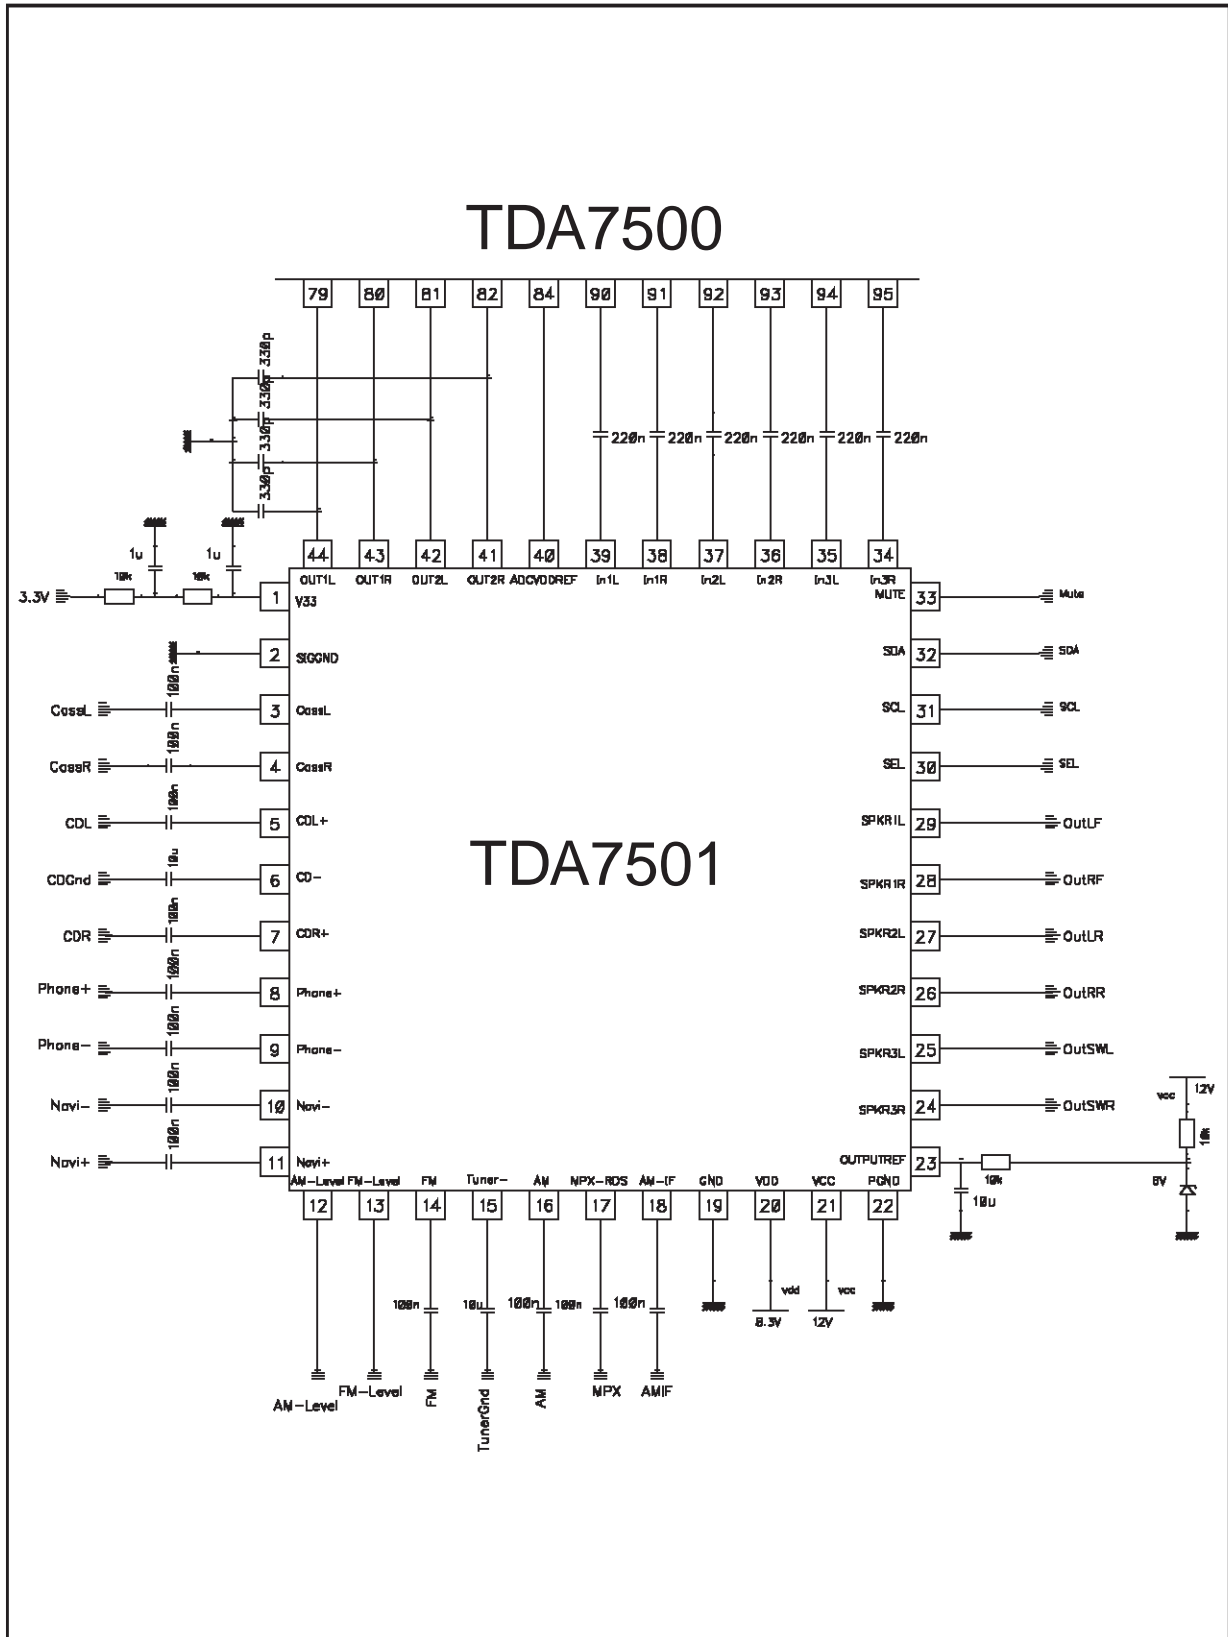 TDA7500
79 80 81 82 84 90 91 92 93 94 95
330p
330p
330p
330p
220n 220n 220n 220n 220n 220n
1u 1u
10k 10k
44 43 42 41 40 39 38 37 36 35 34
OUT1L OUT1R OUT2L OUT2R ADCVDDREF In1L In1R In2L In2R In3L In3R
3.3V 1 V33 MUTE 33 Mute
2 SIGGND SDA 32 SDA
100n
CassL 3 CassL SCL 31 SCL
100n
CassR 4 CassR SEL 30 SEL
100n
CDL 5 CDL+ SPKR1L 29 OutLF
10u
TDA7501
CDGnd 6 CD- SPKR1R 28 OutRF
100n
CDR 7 CDR+ SPKR2L 27 OutLR
100n
Phone+ 8 Phone+ SPKR2R 26 OutRR
100n
Phone- 9 Phone- SPKR3L 25 OutSWL
100n
Navi- 10 Navi- SPKR3R 24 OutSWR
vcc 12V
10k
100n
Navi+ 11 Navi+ OUTPUTREF 23
10k
10u
AM-Level FM-Level FM Tuner- AM MPX-RDS AM-IF GND VDD VCC PGND
12 13 14 15 16 17 18 19 20 21 22
100n 10u 100n 100n 100n
vdd vcc
12V
AM-Level FM-Level FM TunerGnd AM MPX AMIF